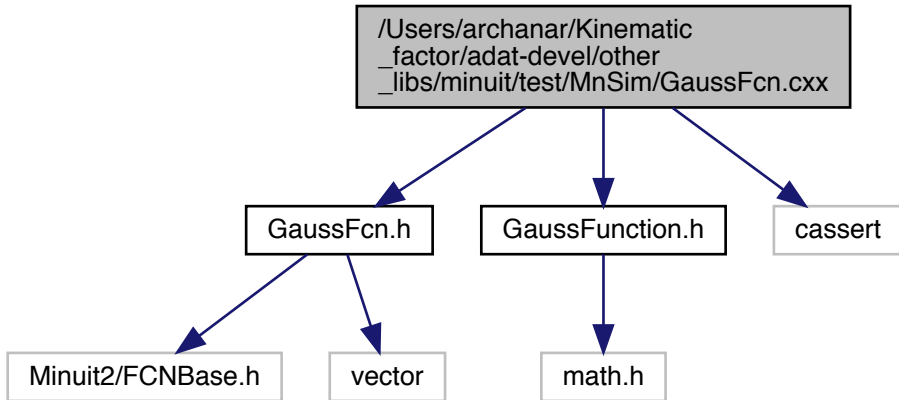 /Users/archanar/Kinematic
_factor/adat-devel/other
_libs/minuit/test/MnSim/GaussFcn.cxx
GaussFcn.h
GaussFunction.h
cassert
Minuit2/FCNBase.h
vector
math.h